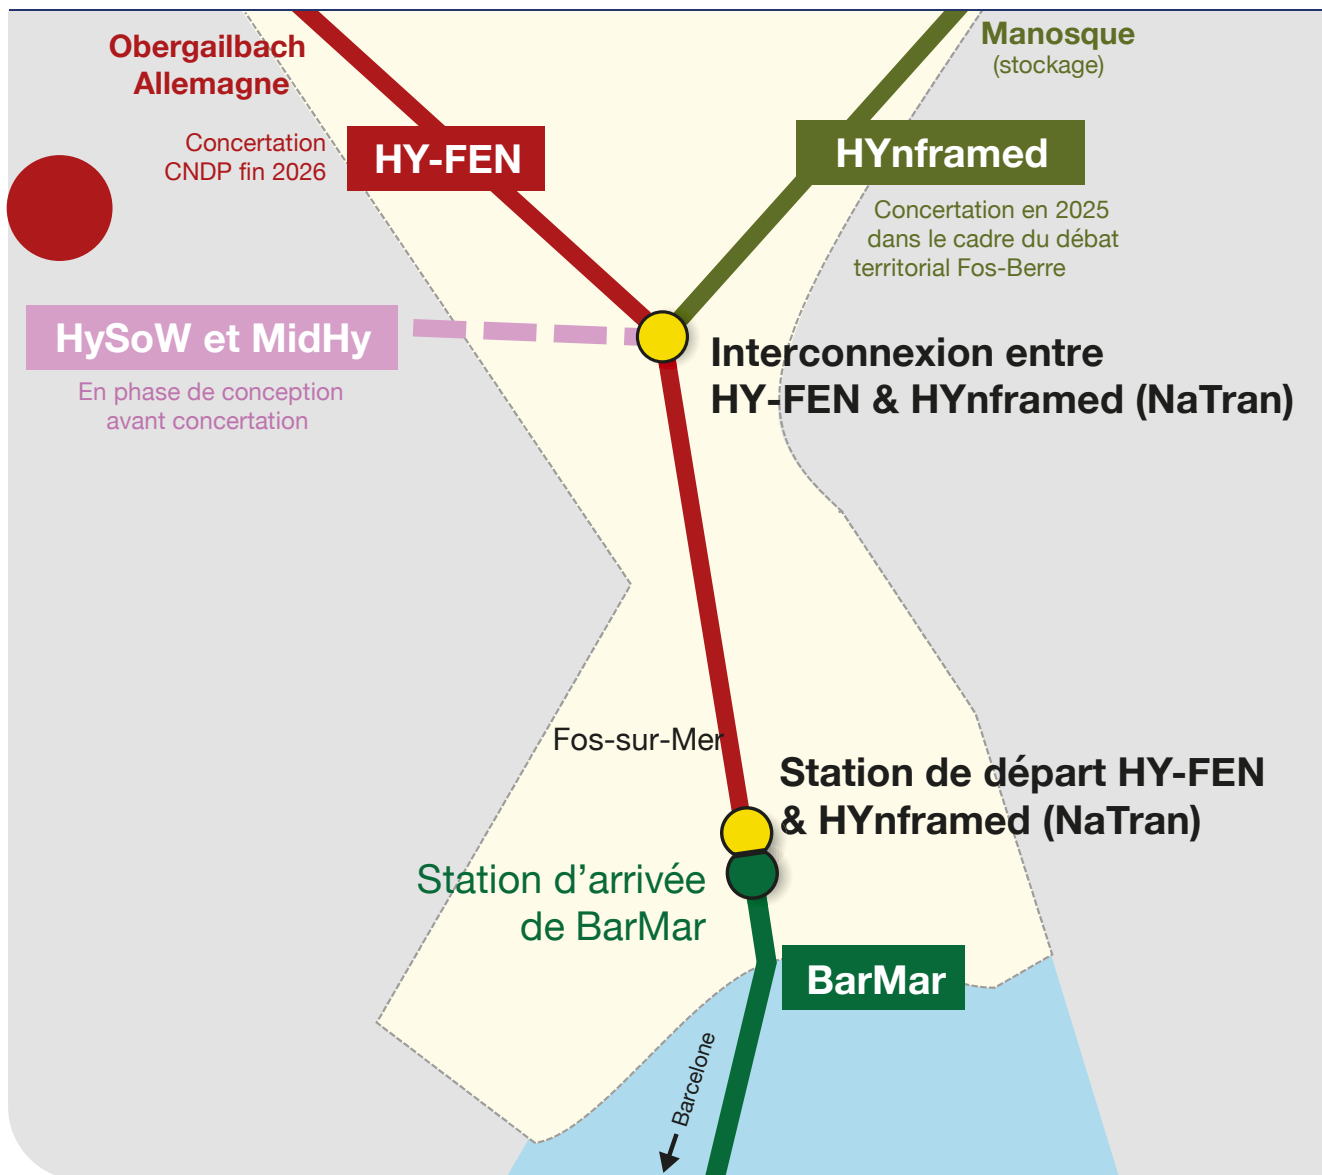 Obergailbach
Allemagne
Manosque
(stockage)
Concertation
CNDP fin 2026
HY-FEN
HYnframed
Concertation en 2025
dans le cadre du débat
territorial Fos-Berre
HySoW et MidHy
En phase de conception
avant concertation
Interconnexion entre
HY-FEN & HYnframed (NaTran)
Fos-sur-Mer
Station de départ HY-FEN
& HYnframed (NaTran)
Station d’arrivée
de BarMar
BarMar
Barcelone